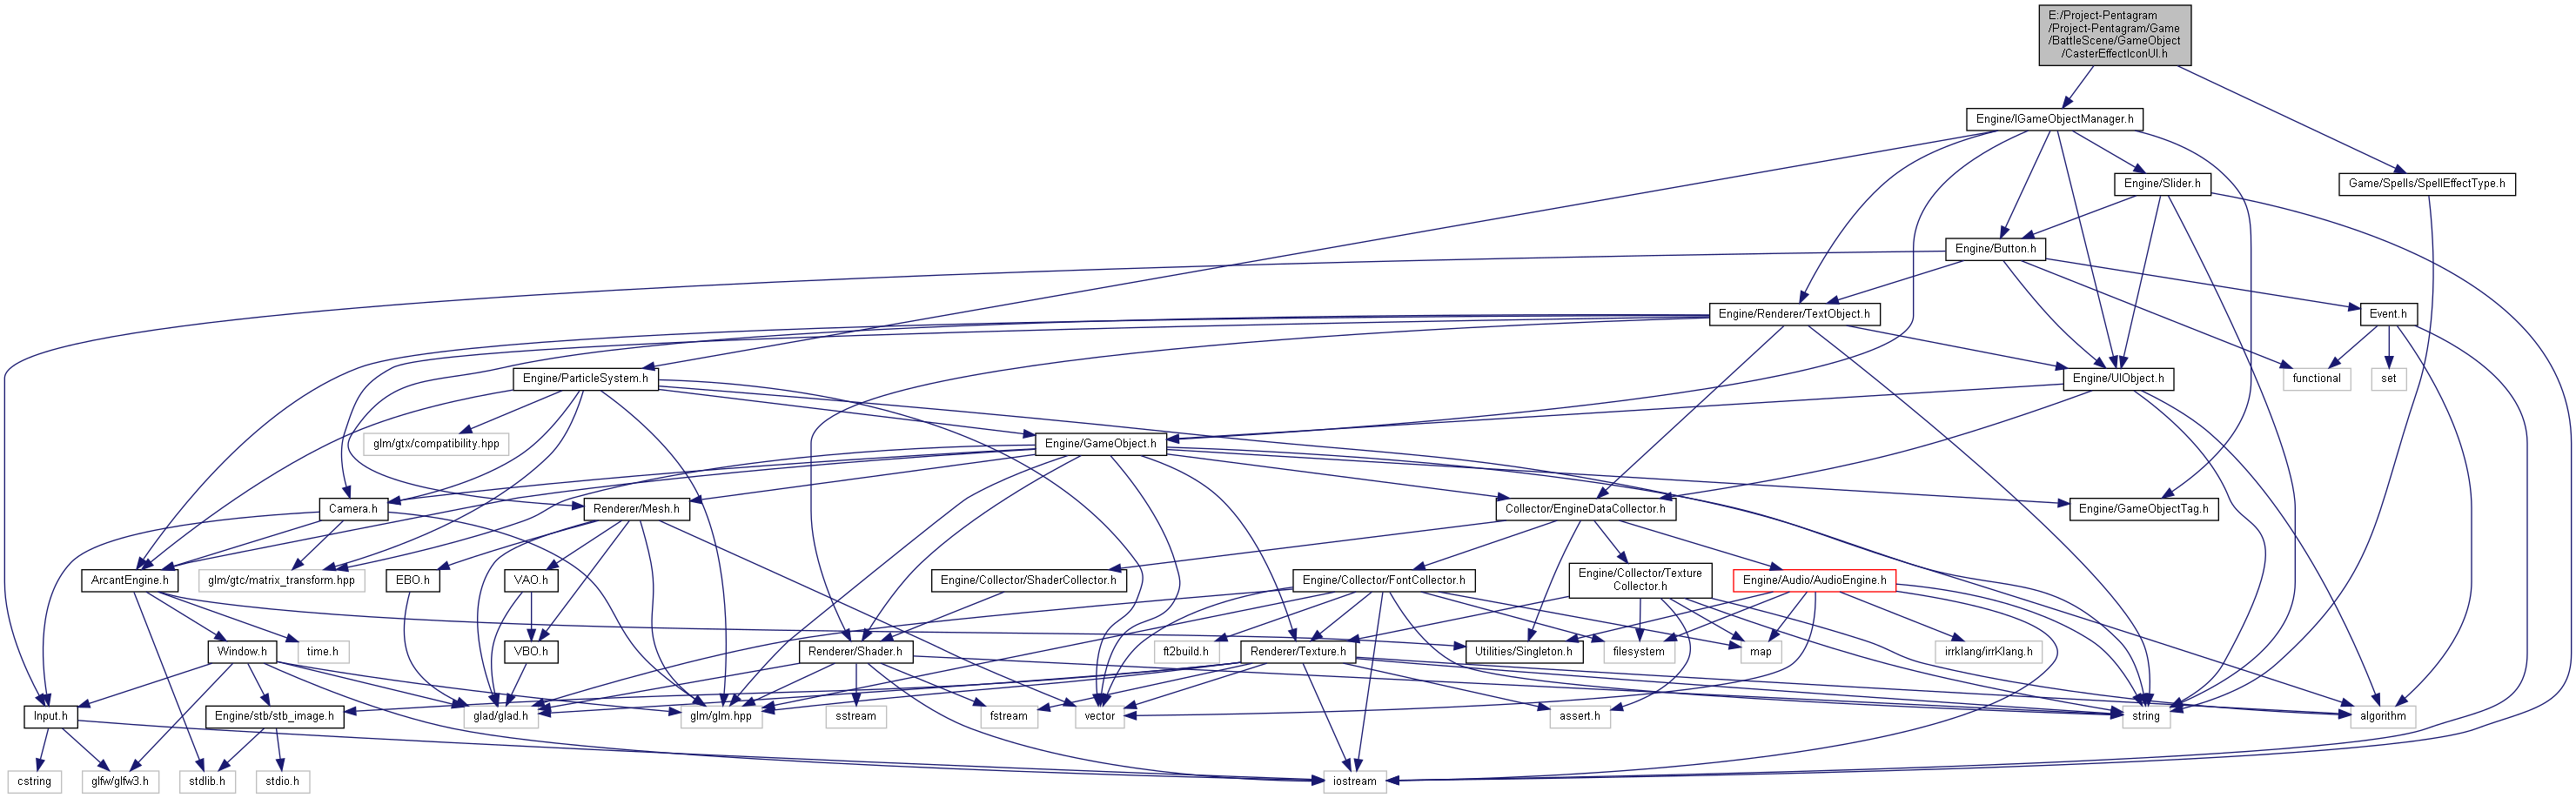 E:/Project-Pentagram
/Project-Pentagram/Game
/BattleScene/GameObject
/CasterEffectIconUI.h
Engine/IGameObjectManager.h
Engine/Slider.h
Game/Spells/SpellEffectType.h
Engine/Button.h
Engine/Renderer/TextObject.h
Event.h
Engine/ParticleSystem.h
Engine/UIObject.h
functional
set
glm/gtx/compatibility.hpp
Engine/GameObject.h
Camera.h
Renderer/Mesh.h
Collector/EngineDataCollector.h
Engine/GameObjectTag.h
ArcantEngine.h
glm/gtc/matrix_transform.hpp
EBO.h
VAO.h
Engine/Collector/ShaderCollector.h
Engine/Collector/FontCollector.h
Engine/Collector/Texture
Collector.h
Engine/Audio/AudioEngine.h
Window.h
time.h
VBO.h
Renderer/Shader.h
ft2build.h
Renderer/Texture.h
Utilities/Singleton.h
filesystem
map
irrklang/irrKlang.h
Input.h
Engine/stb/stb_image.h
glad/glad.h
glm/glm.hpp
sstream
fstream
vector
assert.h
string
algorithm
cstring
glfw/glfw3.h
stdlib.h
stdio.h
iostream